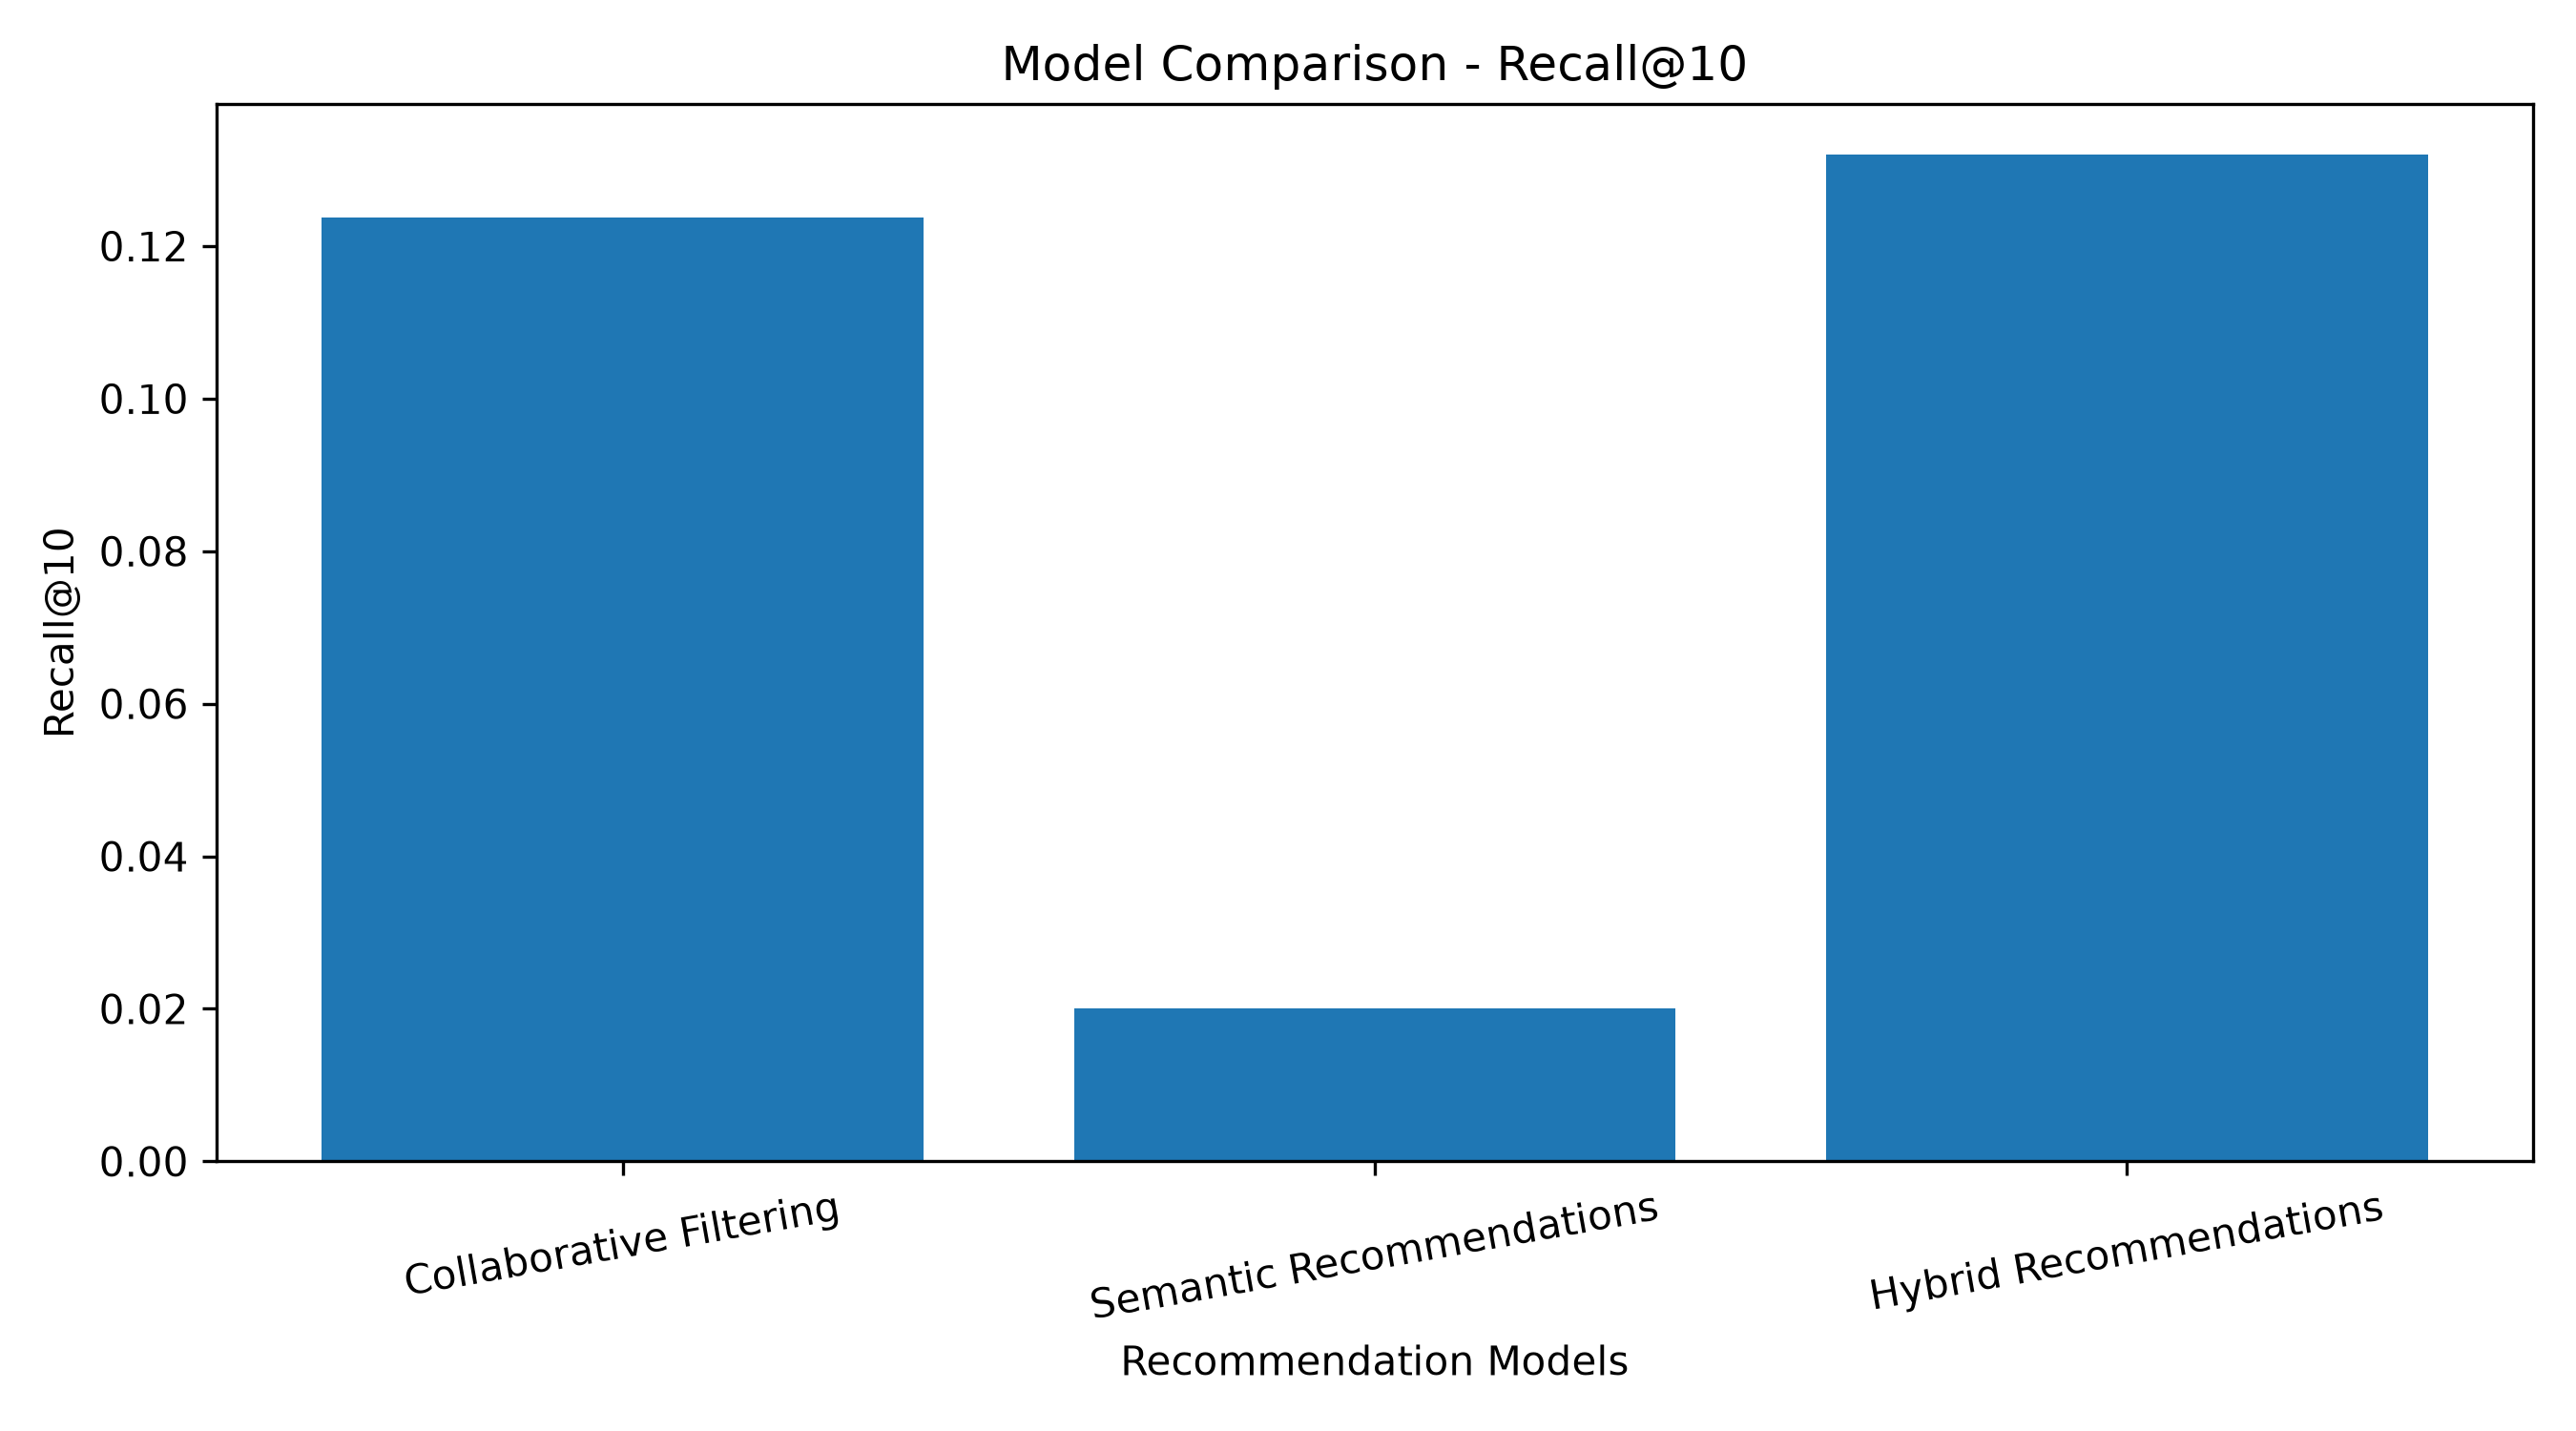 Model Comparison - Recall@10
Recall@10
0.12
0.10
0.08
0.06
0.04
0.02
0.00
Collaborative Filtering
Semantic Recommendations
Hybrid Recommendations
Recommendation Models